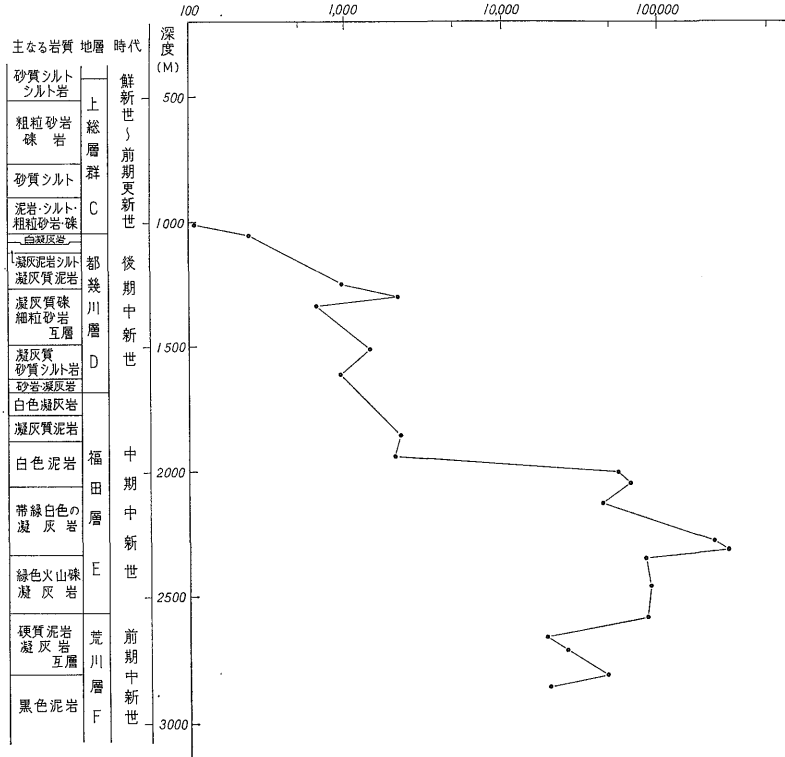 100 1,000 10,000 100,000
主なる岩質 地層 時代 深度(M)
砂質シルト
シルト岩
粗粒砂岩
礫岩
砂質シルト
泥岩・シルト・
粗粒砂岩・礫
白凝灰岩
凝灰泥岩シルト
凝灰質泥岩
凝灰質礫
細粒砂岩
互層
凝灰質
砂質シルト岩
砂岩・凝灰岩
白色凝灰岩
凝灰質泥岩
白色泥岩
帯緑白色の
凝灰岩
緑色火山礫
凝灰岩
硬質泥岩
凝灰岩
互層
黒色泥岩
上総層群 C
都幾川層 D
福田層 E
荒川層 F
鮮新世~前期更新世
後期中新世
中期中新世
前期中新世
500
1000
1500
2000
2500
3000